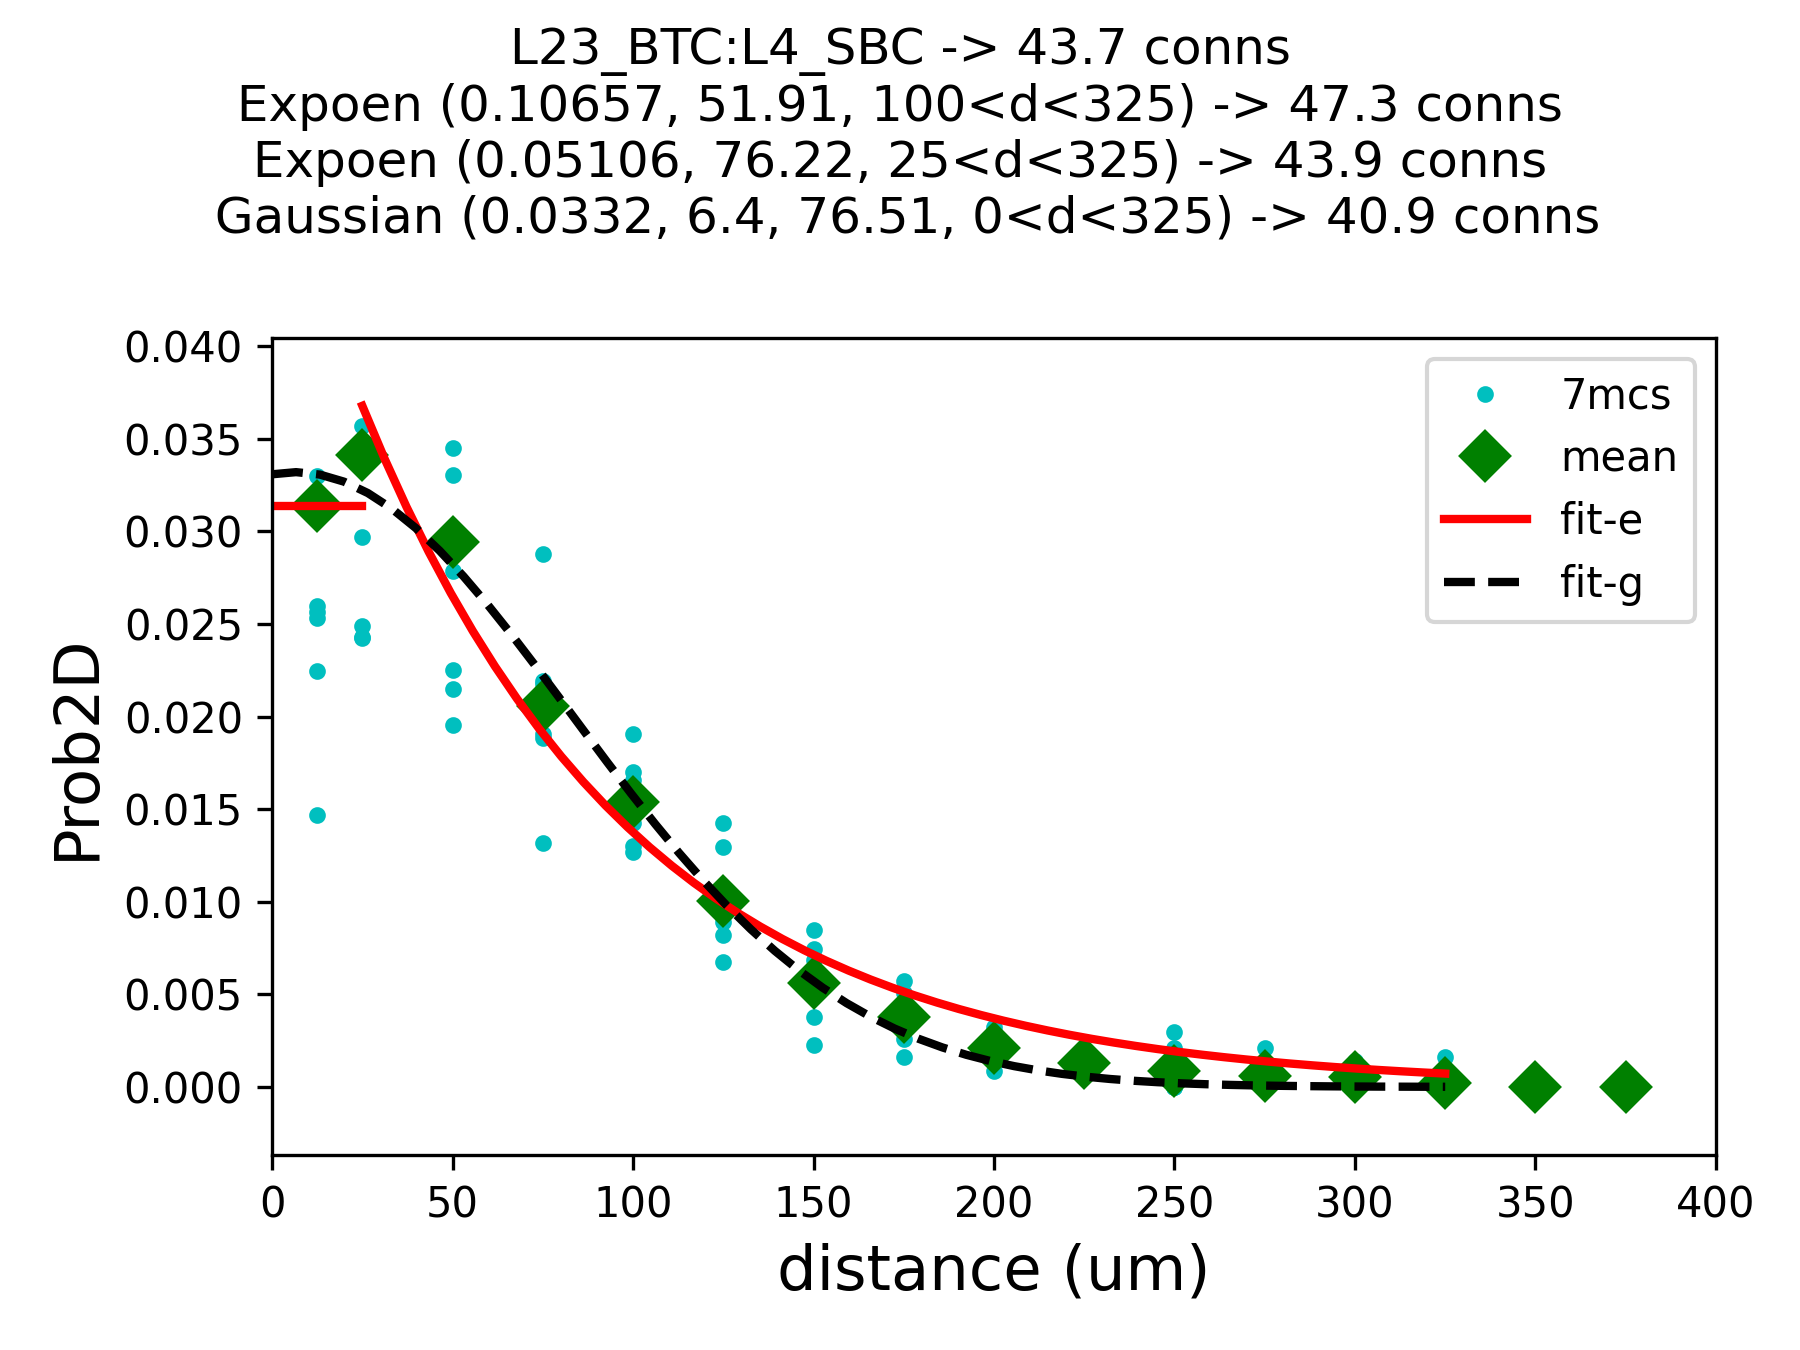 L23_BTC:L4_SBC -> 43.7 conns
Expoen (0.10657, 51.91, 100<d<325) -> 47.3 conns
Expoen (0.05106, 76.22, 25<d<325) -> 43.9 conns
Gaussian (0.0332, 6.4, 76.51, 0<d<325) -> 40.9 conns
0.040
0.035
0.030
0.025
0.020
0.015
0.010
0.005
0.000
Prob2D
7mcs
mean
fit-e
fit-g
0 50 100 150 200 250 300 350 400
distance (um)